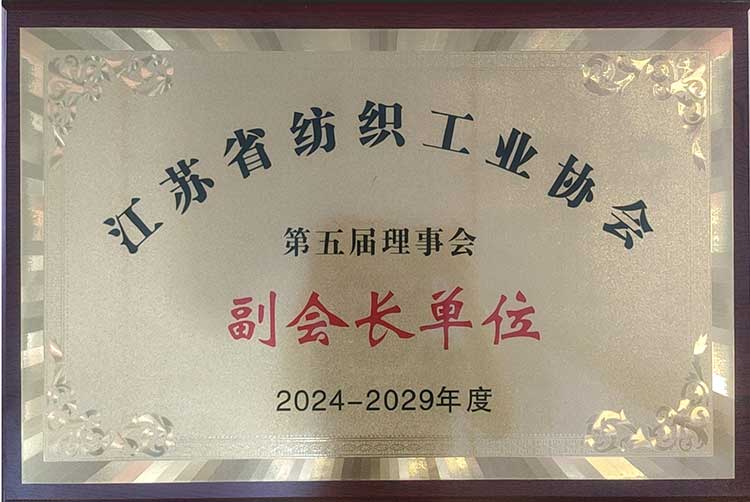 江苏省纺织工业协会
第五届理事会
副会长单位
2024-2029年度